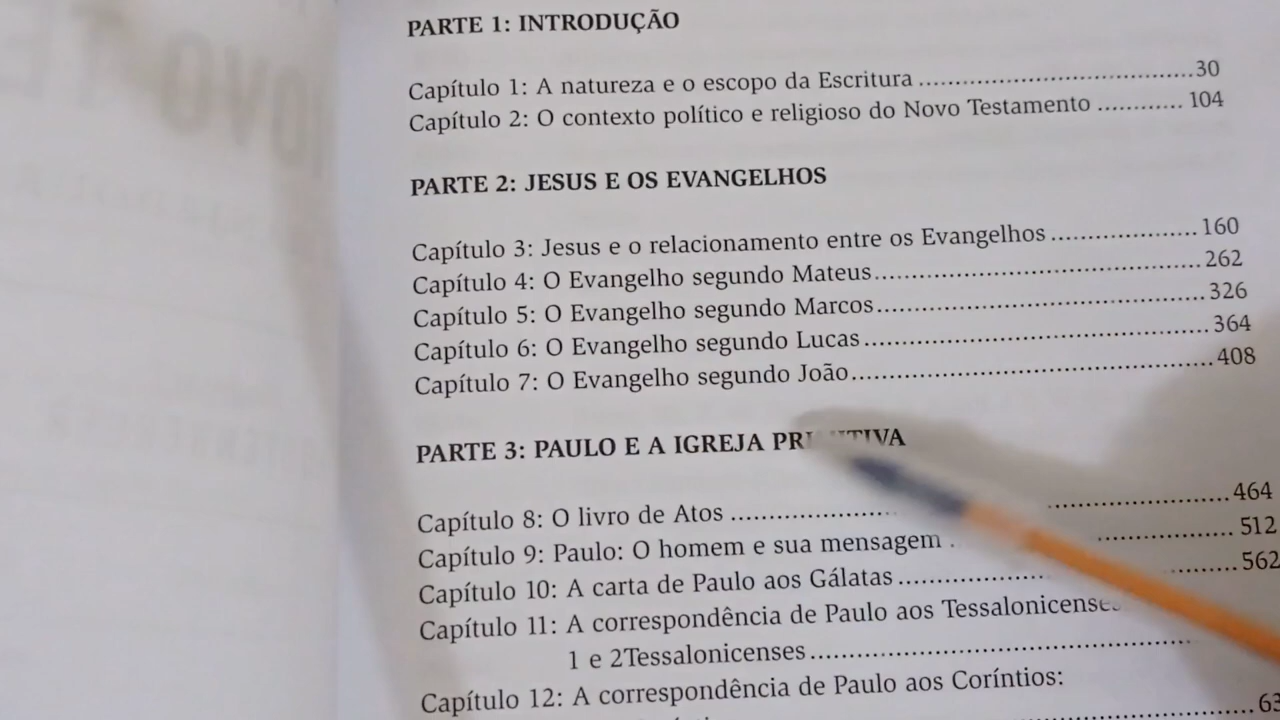 PARTE 1: INTRODUÇÃO
Capítulo 1: A natureza e o escopo da Escritura ..............................30
Capítulo 2: O contexto político e religioso do Novo Testamento ............ 104
PARTE 2: JESUS E OS EVANGELHOS
Capítulo 3: Jesus e o relacionamento entre os Evangelhos ................160
Capítulo 4: O Evangelho segundo Mateus....................................262
Capítulo 5: O Evangelho segundo Marcos....................................326
Capítulo 6: O Evangelho segundo Lucas .....................................364
Capítulo 7: O Evangelho segundo João........................................408
PARTE 3: PAULO E A IGREJA
Capítulo 8: O livro de Atos ........................................464
Capítulo 9: Paulo: O homem e sua mensagem .................... 512
Capítulo 10: A carta de Paulo aos Gálatas ..............................562
Capítulo 11: A correspondência de Paulo aos Tessalonicenses
1 e 2Tessalonicenses..................................................
Capítulo 12: A correspondência de Paulo aos Coríntios: